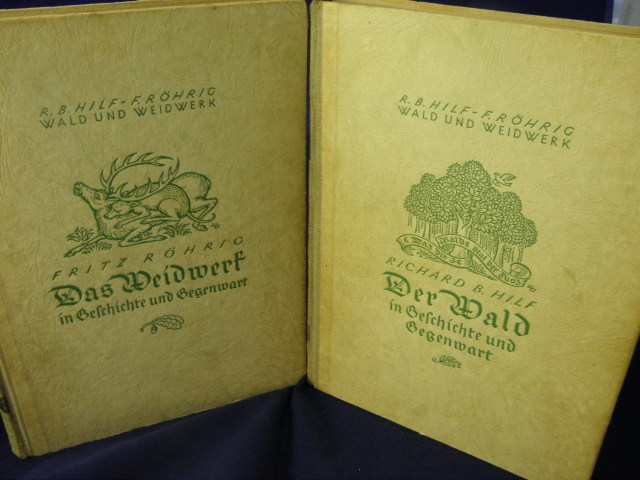 R. B. HILF - F. RÖHRIG
WALD UND WEIDWERK
FRITZ RÖHRIG
Das Weidwerk
in Geschichte und Gegenwart
R. B. HILF - F. RÖHRIG
WALD UND WEIDWERK
RICHARD B. HILF
Der Wald
in Geschichte und
Gegenwart